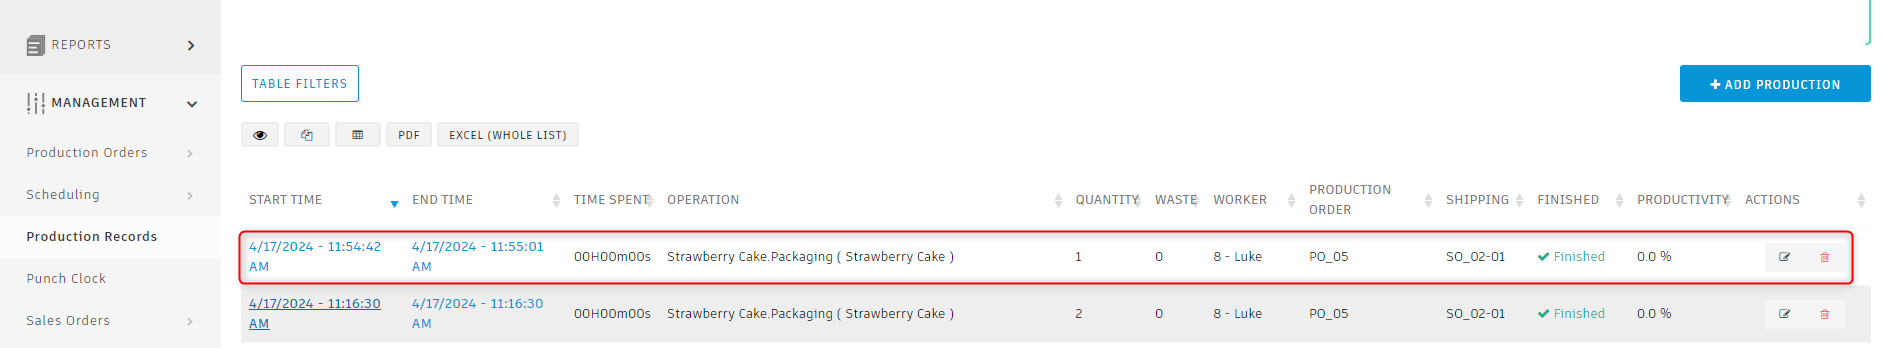 REPORTS
MANAGEMENT
Production Orders
Scheduling
Production Records
Punch Clock
Sales Orders
TABLE FILTERS
ADD PRODUCTION
PDF
EXCEL (WHOLE LIST)
START TIME END TIME TIME SPENT OPERATION QUANTITY WASTE WORKER PRODUCTION ORDER SHIPPING FINISHED PRODUCTIVITY ACTIONS
4/17/2024 - 11:54:42 AM 4/17/2024 - 11:55:01 AM 00H00m00s Strawberry Cake.Packaging ( Strawberry Cake ) 1 0 8 - Luke PO_05 SO_02-01 Finished 0.0 %
4/17/2024 - 11:16:30 AM 4/17/2024 - 11:16:30 AM 00H00m00s Strawberry Cake.Packaging ( Strawberry Cake ) 2 0 8 - Luke PO_05 SO_02-01 Finished 0.0 %